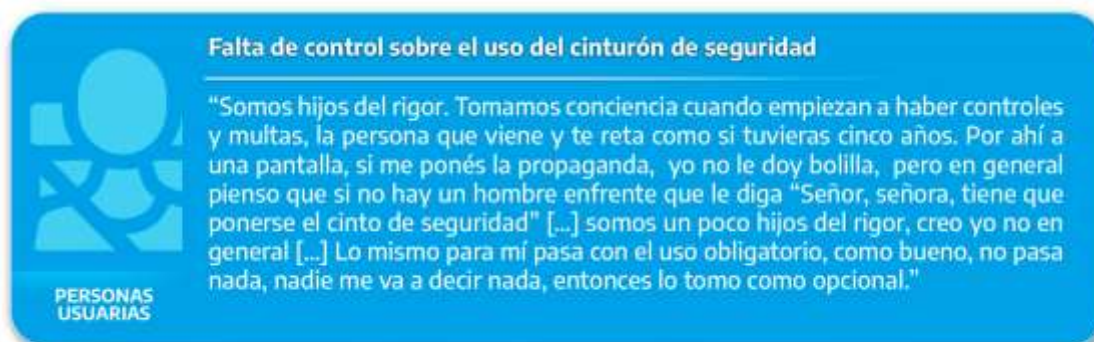 Falta de control sobre el uso del cinturón de seguridad
“Somos hijos del rigor. Tomamos conciencia cuando empiezan a haber controles
y multas, la persona que viene y te reta como si tuvieras cinco años. Por ahí a
una pantalla, si me ponés la propaganda, yo no le doy bolilla, pero en general
pienso que si no hay un hombre enfrente que le diga “Señor, señora, tiene que
ponerse el cinto de seguridad” [...] somos un poco hijos del rigor, creo yo no en
general [...] Lo mismo para mí pasa con el uso obligatorio, como bueno, no pasa
nada, nadie me va a decir nada, entonces lo tomo como opcional.”
PERSONAS
USUARIAS